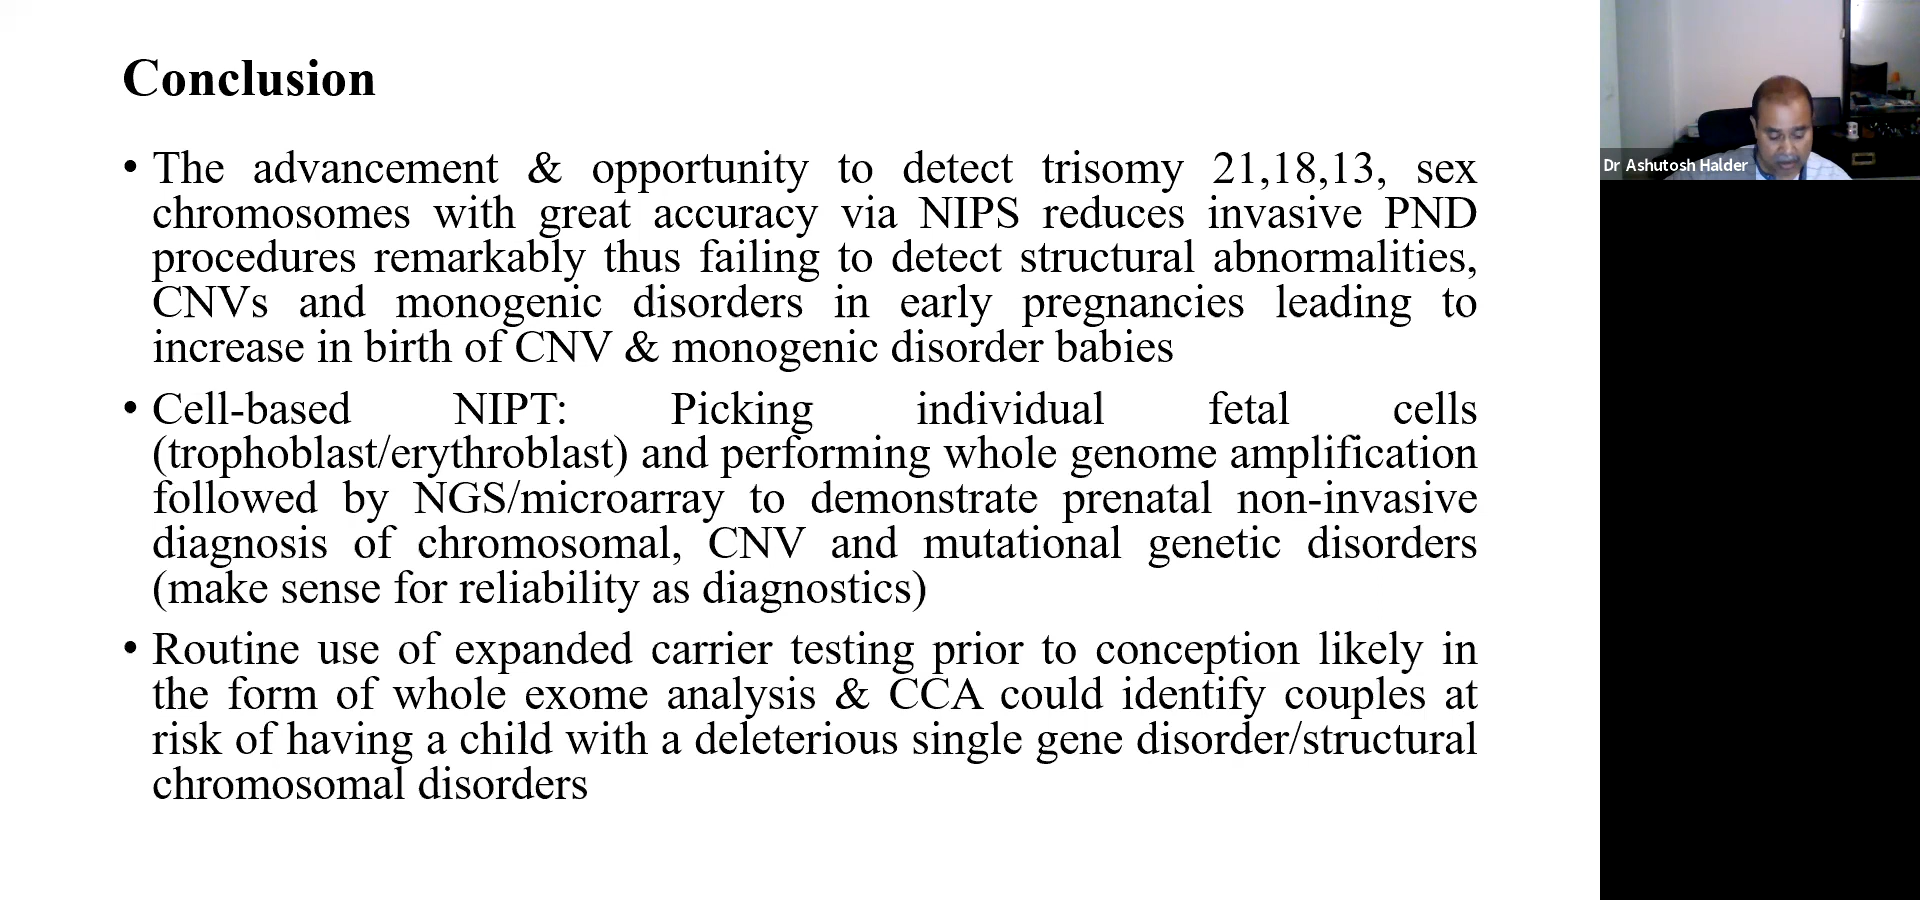 Conclusion
• The advancement & opportunity to detect trisomy 21,18,13, sex
chromosomes with great accuracy via NIPS reduces invasive PND
procedures remarkably thus failing to detect structural abnormalities,
CNVs and monogenic disorders in early pregnancies leading to
increase in birth of CNV & monogenic disorder babies
• Cell-based NIPT: Picking individual fetal cells
(trophoblast/erythroblast) and performing whole genome amplification
followed by NGS/microarray to demonstrate prenatal non-invasive
diagnosis of chromosomal, CNV and mutational genetic disorders
(make sense for reliability as diagnostics)
• Routine use of expanded carrier testing prior to conception likely in
the form of whole exome analysis & CCA could identify couples at
risk of having a child with a deleterious single gene disorder/structural
chromosomal disorders
Dr Ashutosh Halder